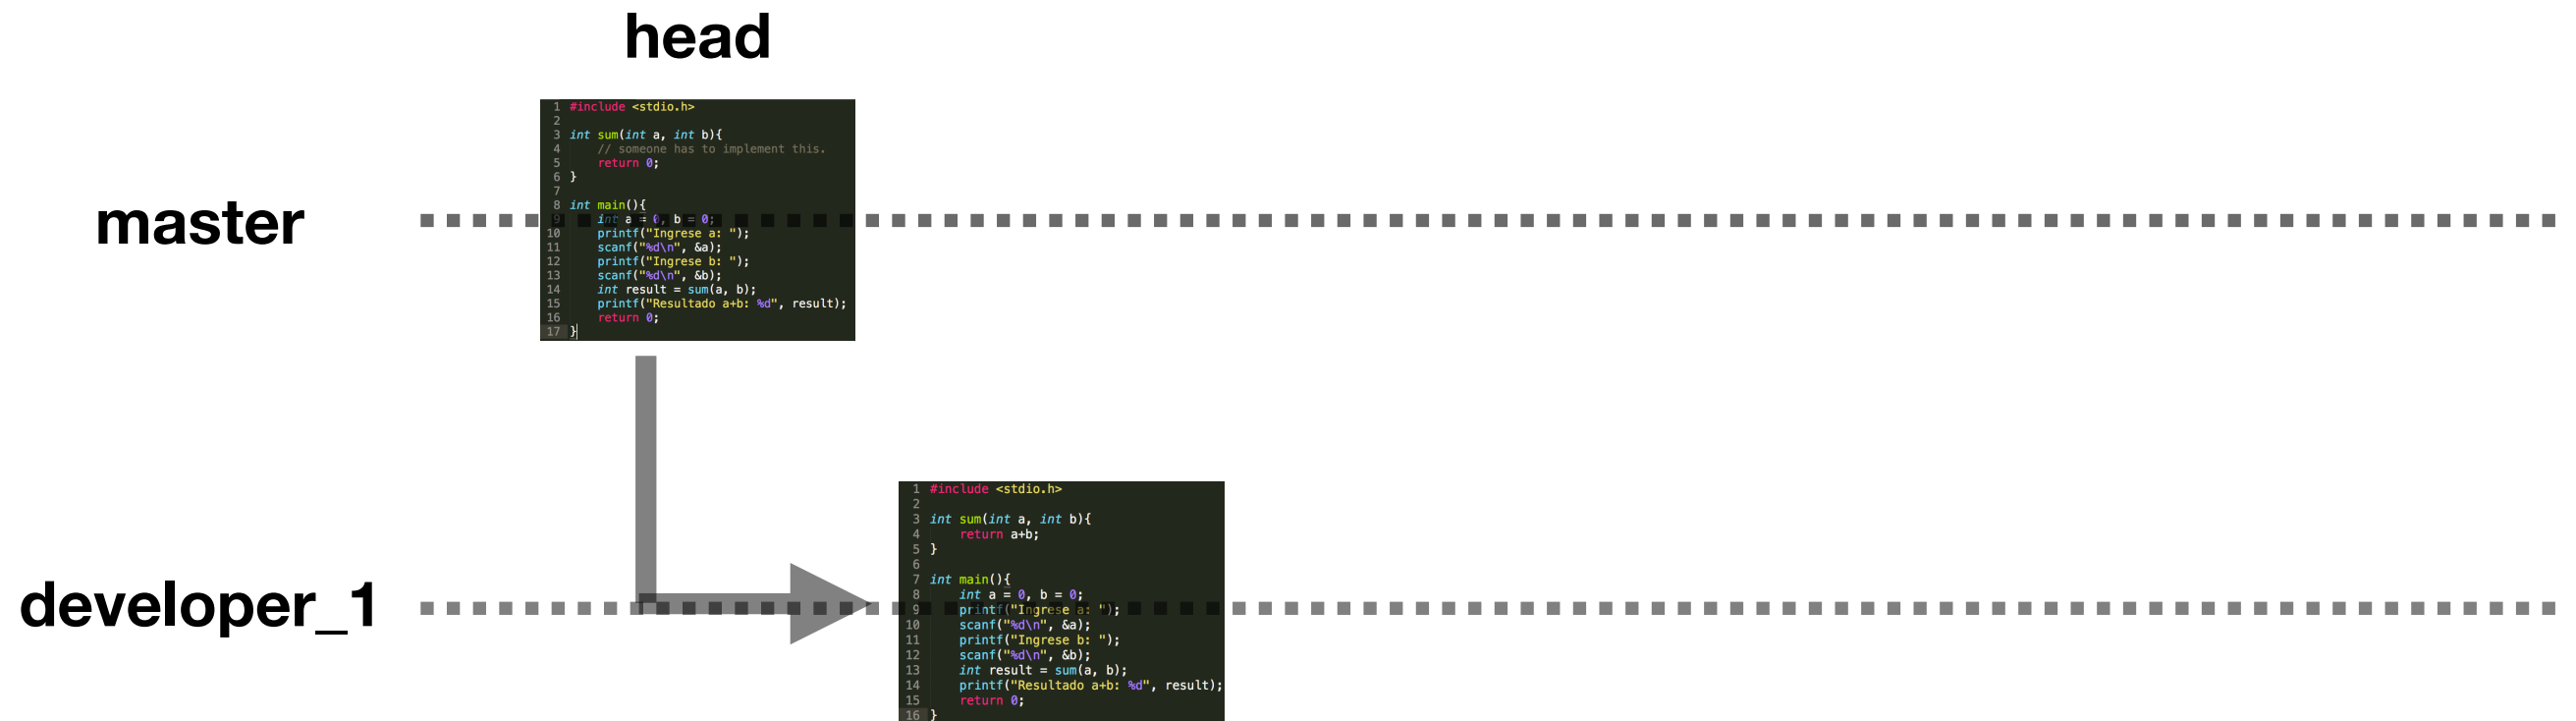 head
1 #include <stdio.h>
2
3 int sum(int a, int b){
4 // someone has to implement this.
5 return 0;
6 }
7
8 int main(){
9 int a = 0, b = 0;
10 printf("Ingrese a: ");
11 scanf("%d\n", &a);
12 printf("Ingrese b: ");
13 scanf("%d\n", &b);
14 int result = sum(a, b);
15 printf("Resultado a+b: %d", result);
16 return 0;
17 }
master
1 #include <stdio.h>
2
3 int sum(int a, int b){
4 return a+b;
5 }
6
7 int main(){
8 int a = 0, b = 0;
9 printf("Ingrese a: ");
10 scanf("%d\n", &a);
11 printf("Ingrese b: ");
12 scanf("%d\n", &b);
13 int result = sum(a, b);
14 printf("Resultado a+b: %d", result);
15 return 0;
16 }
developer_1